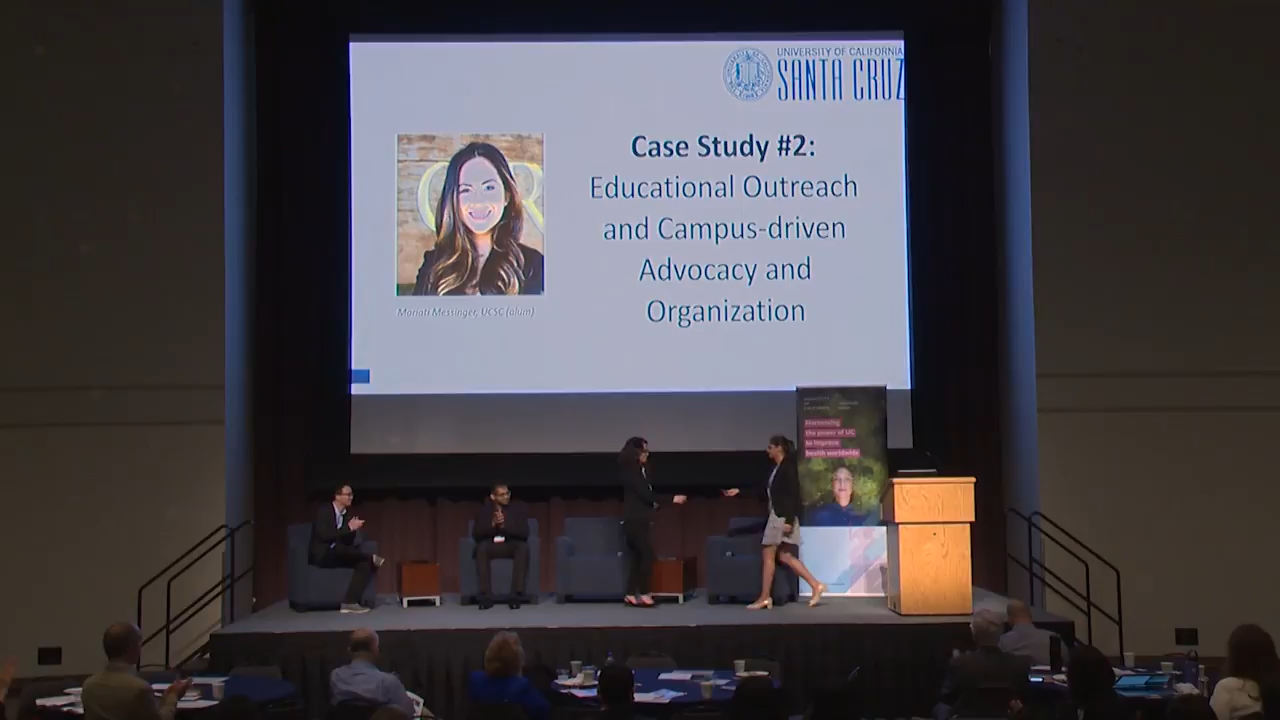 UNIVERSITY OF CALIFORNIA
SANTA CRUZ
Case Study #2:
Educational Outreach
and Campus-driven
Advocacy and
Organization
Mariati Messinger, UCSC (alum)
Harnessing
the power of UC
to improve
health worldwide